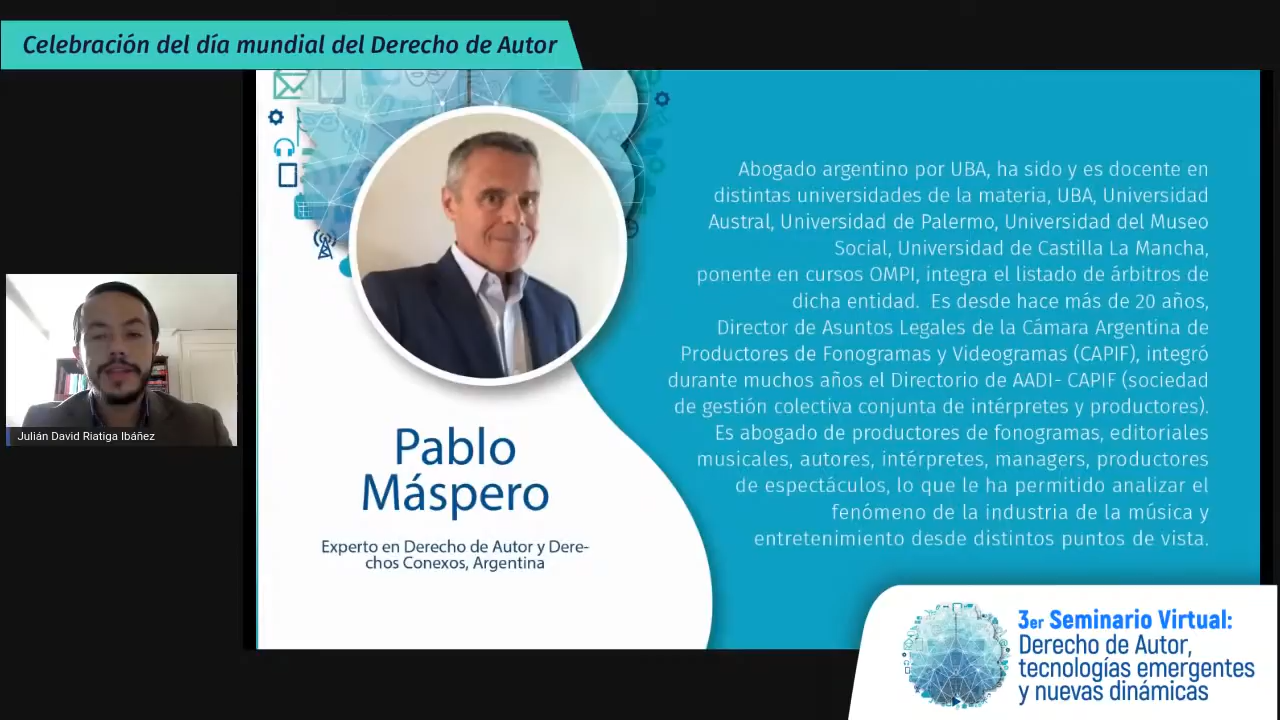 Celebración del día mundial del Derecho de Autor
Abogado argentino por UBA, ha sido y es docente en
distintas universidades de la materia, UBA, Universidad
Austral, Universidad de Palermo, Universidad del Museo
Social, Universidad de Castilla La Mancha,
ponente en cursos OMPI, integra el listado de árbitros de
dicha entidad. Es desde hace más de 20 años,
Director de Asuntos Legales de la Cámara Argentina de
Productores de Fonogramas y Videogramas (CAPIF), integró
durante muchos años el Directorio de AADI- CAPIF (sociedad
de gestión colectiva conjunta de intérpretes y productores).
Es abogado de productores de fonogramas, editoriales
musicales, autores, intérpretes, managers, productores
de espectáculos, lo que le ha permitido analizar el
fenómeno de la industria de la música y
entretenimiento desde distintos puntos de vista.
Julián David Riatiga Ibáñez
Pablo
Máspero
Experto en Derecho de Autor y Dere-
chos Conexos, Argentina
3er Seminario Virtual:
Derecho de Autor,
tecnologías emergentes
y nuevas dinámicas